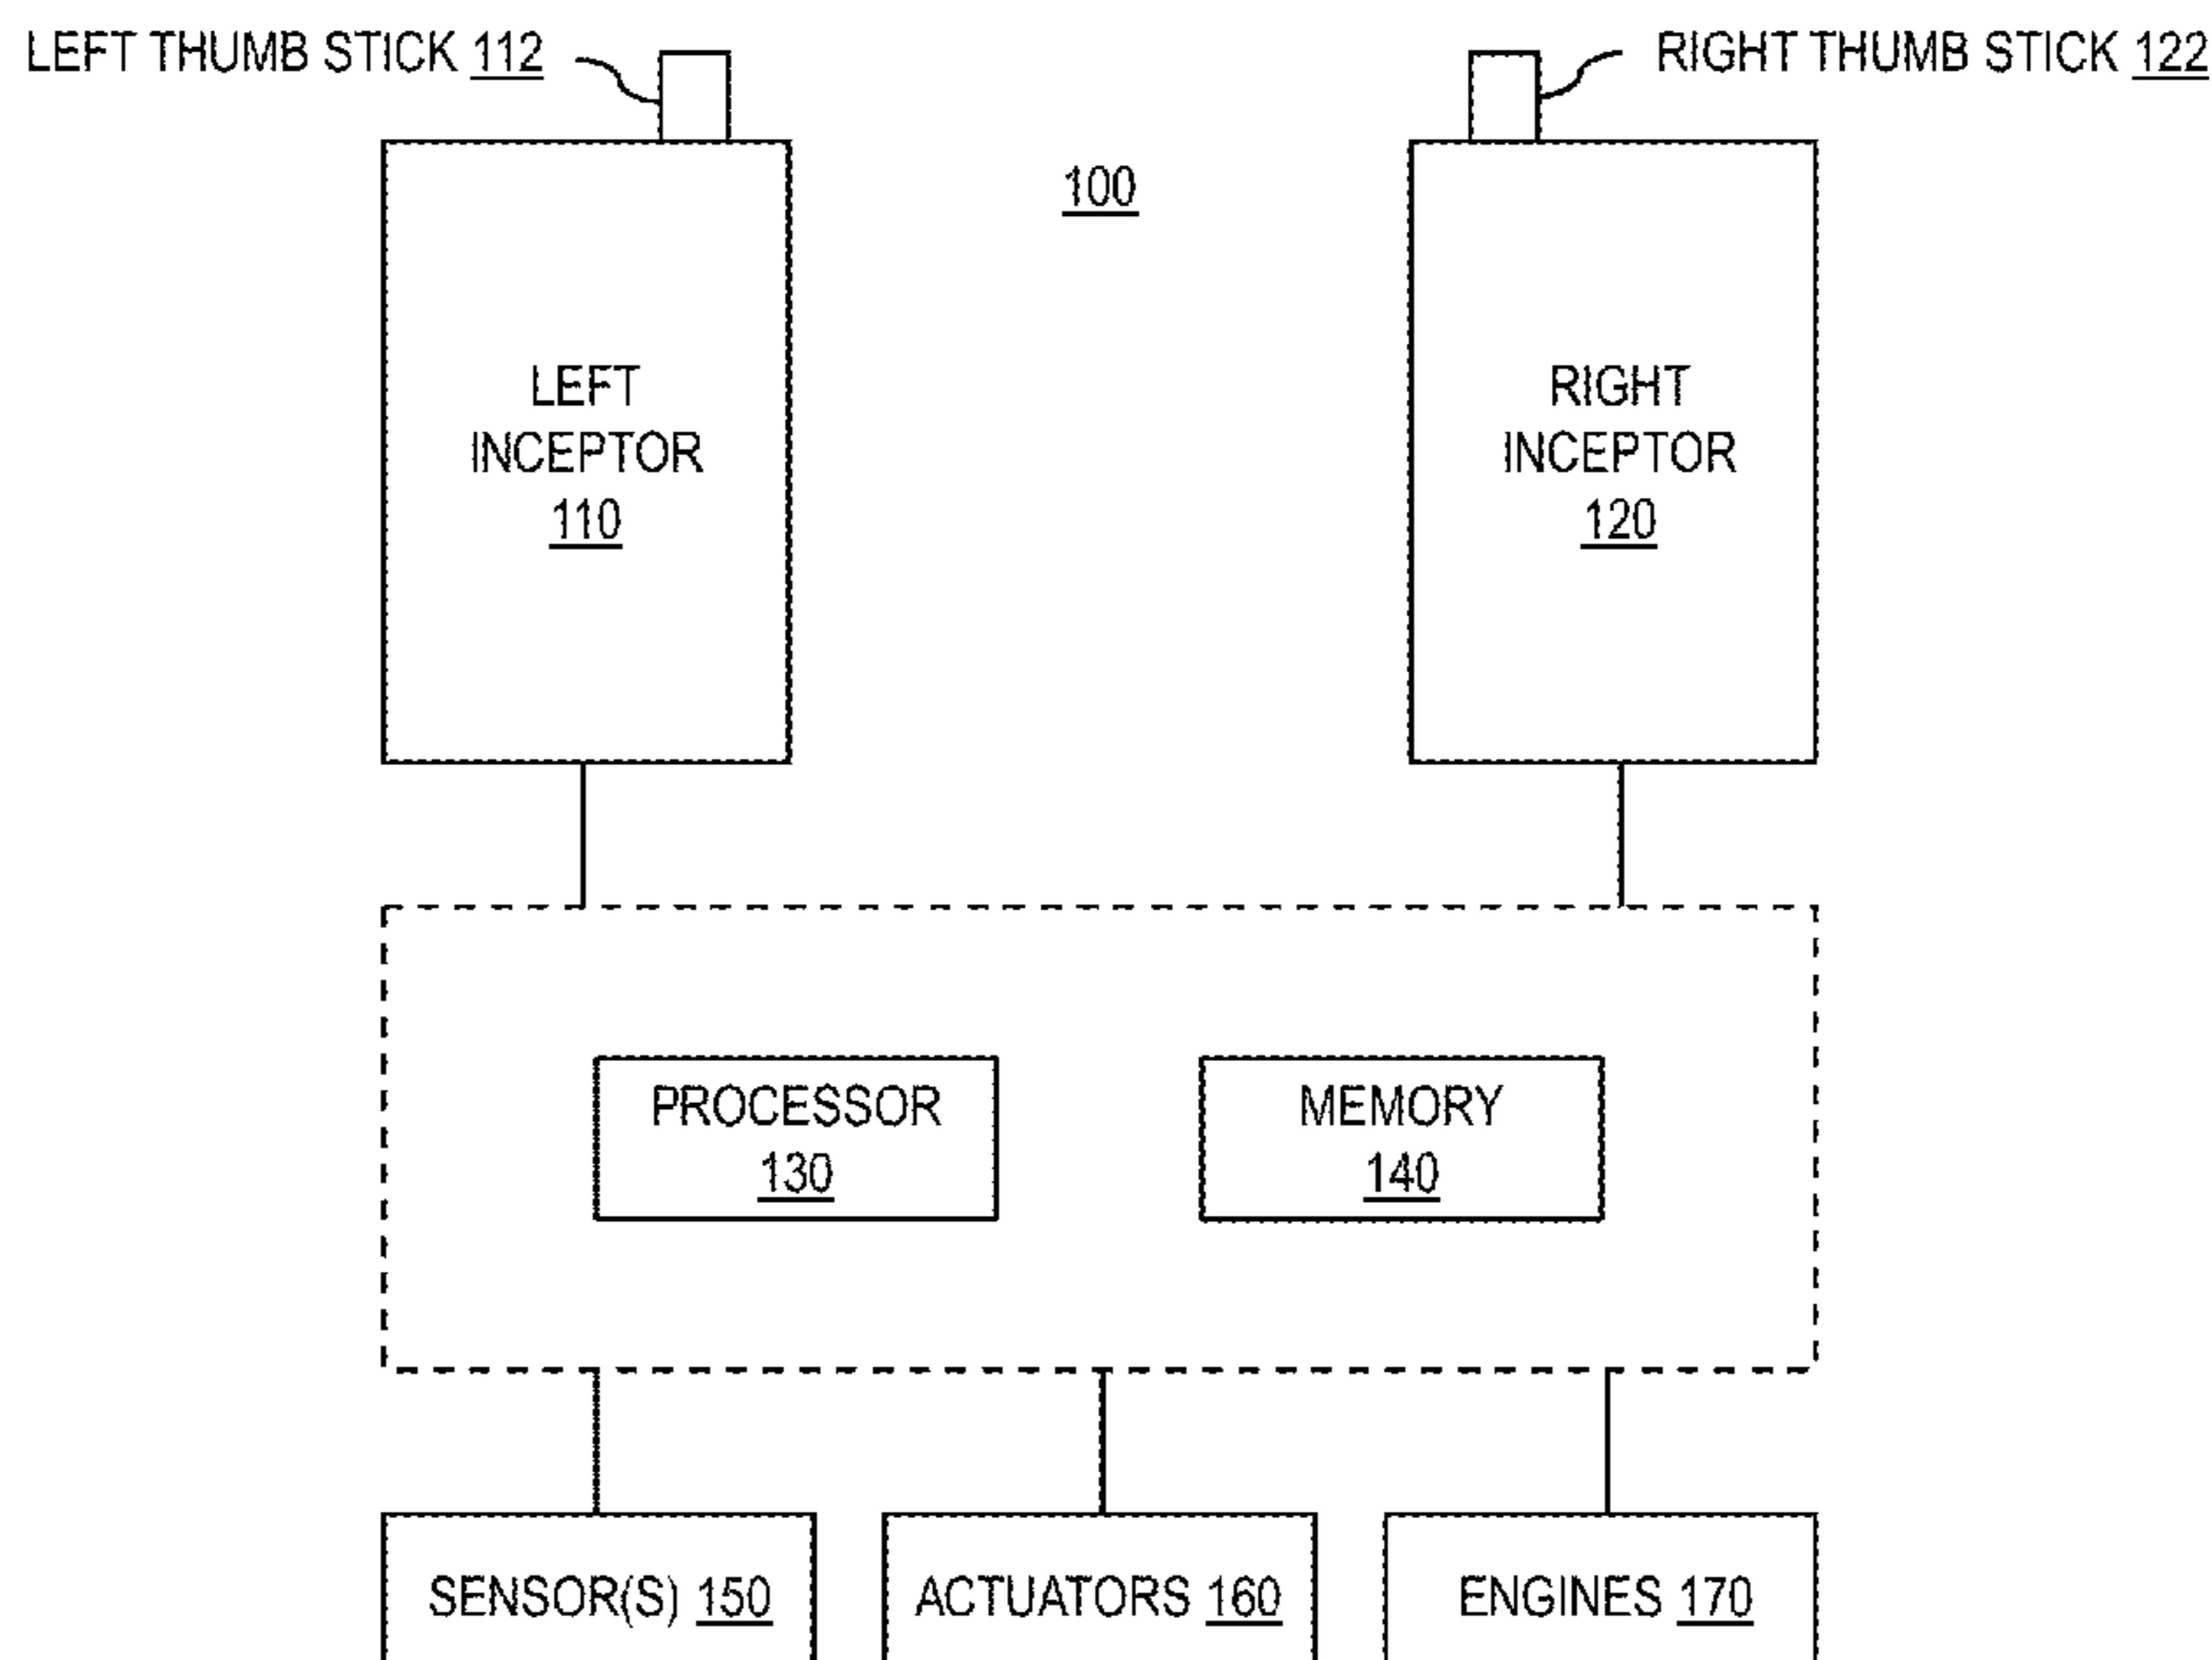 LEFT THUMB STICK 112
RIGHT THUMB STICK 122
100
LEFT
INCEPTOR
110
RIGHT
INCEPTOR
120
PROCESSOR
130
MEMORY
140
SENSOR(S) 150
ACTUATORS 160
ENGINES 170